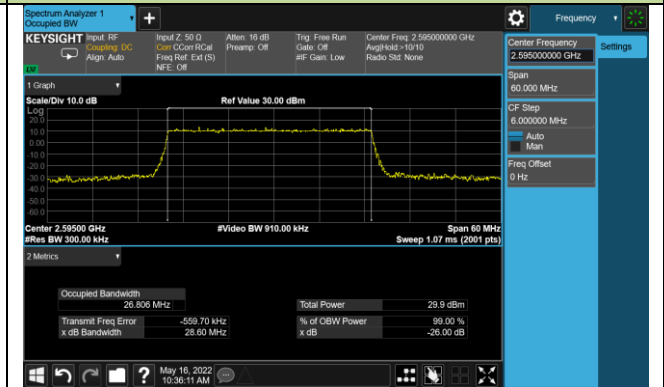 Spectrum Analyzer 1
Occupied BW
+
Frequency
KEYSIGHT
Input: RF
Coupling: DC
Align: Auto
Input Z: 50 Ω
Corr CCorr RCal
Freq Ref: Ext (S)
NFE: Off
Atten: 16 dB
Preamp: Off
Trig: Free Run
Gate: Off
#IF Gain: Low
Center Freq: 2.595000000 GHz
Avg|Hold:>10/10
Radio Std: None
Center Frequency
2.595000000 GHz
Settings
Span
60.000 MHz
CF Step
6.000000 MHz
Auto
Man
Freq Offset
0 Hz
1 Graph
Scale/Div 10.0 dB
Ref Value 30.00 dBm
Log
20.0
10.0
0.00
-10.0
-20.0
-30.0
-40.0
-50.0
-60.0
Center 2.59500 GHz
#Video BW 910.00 kHz
Span 60 MHz
#Res BW 300.00 kHz
Sweep 1.07 ms (2001 pts)
2 Metrics
Occupied Bandwidth
26.806 MHz
Total Power
29.9 dBm
Transmit Freq Error
-559.70 kHz
% of OBW Power
99.00 %
x dB Bandwidth
28.60 MHz
x dB
-26.00 dB
?
May 16, 2022
10:36:11 AM